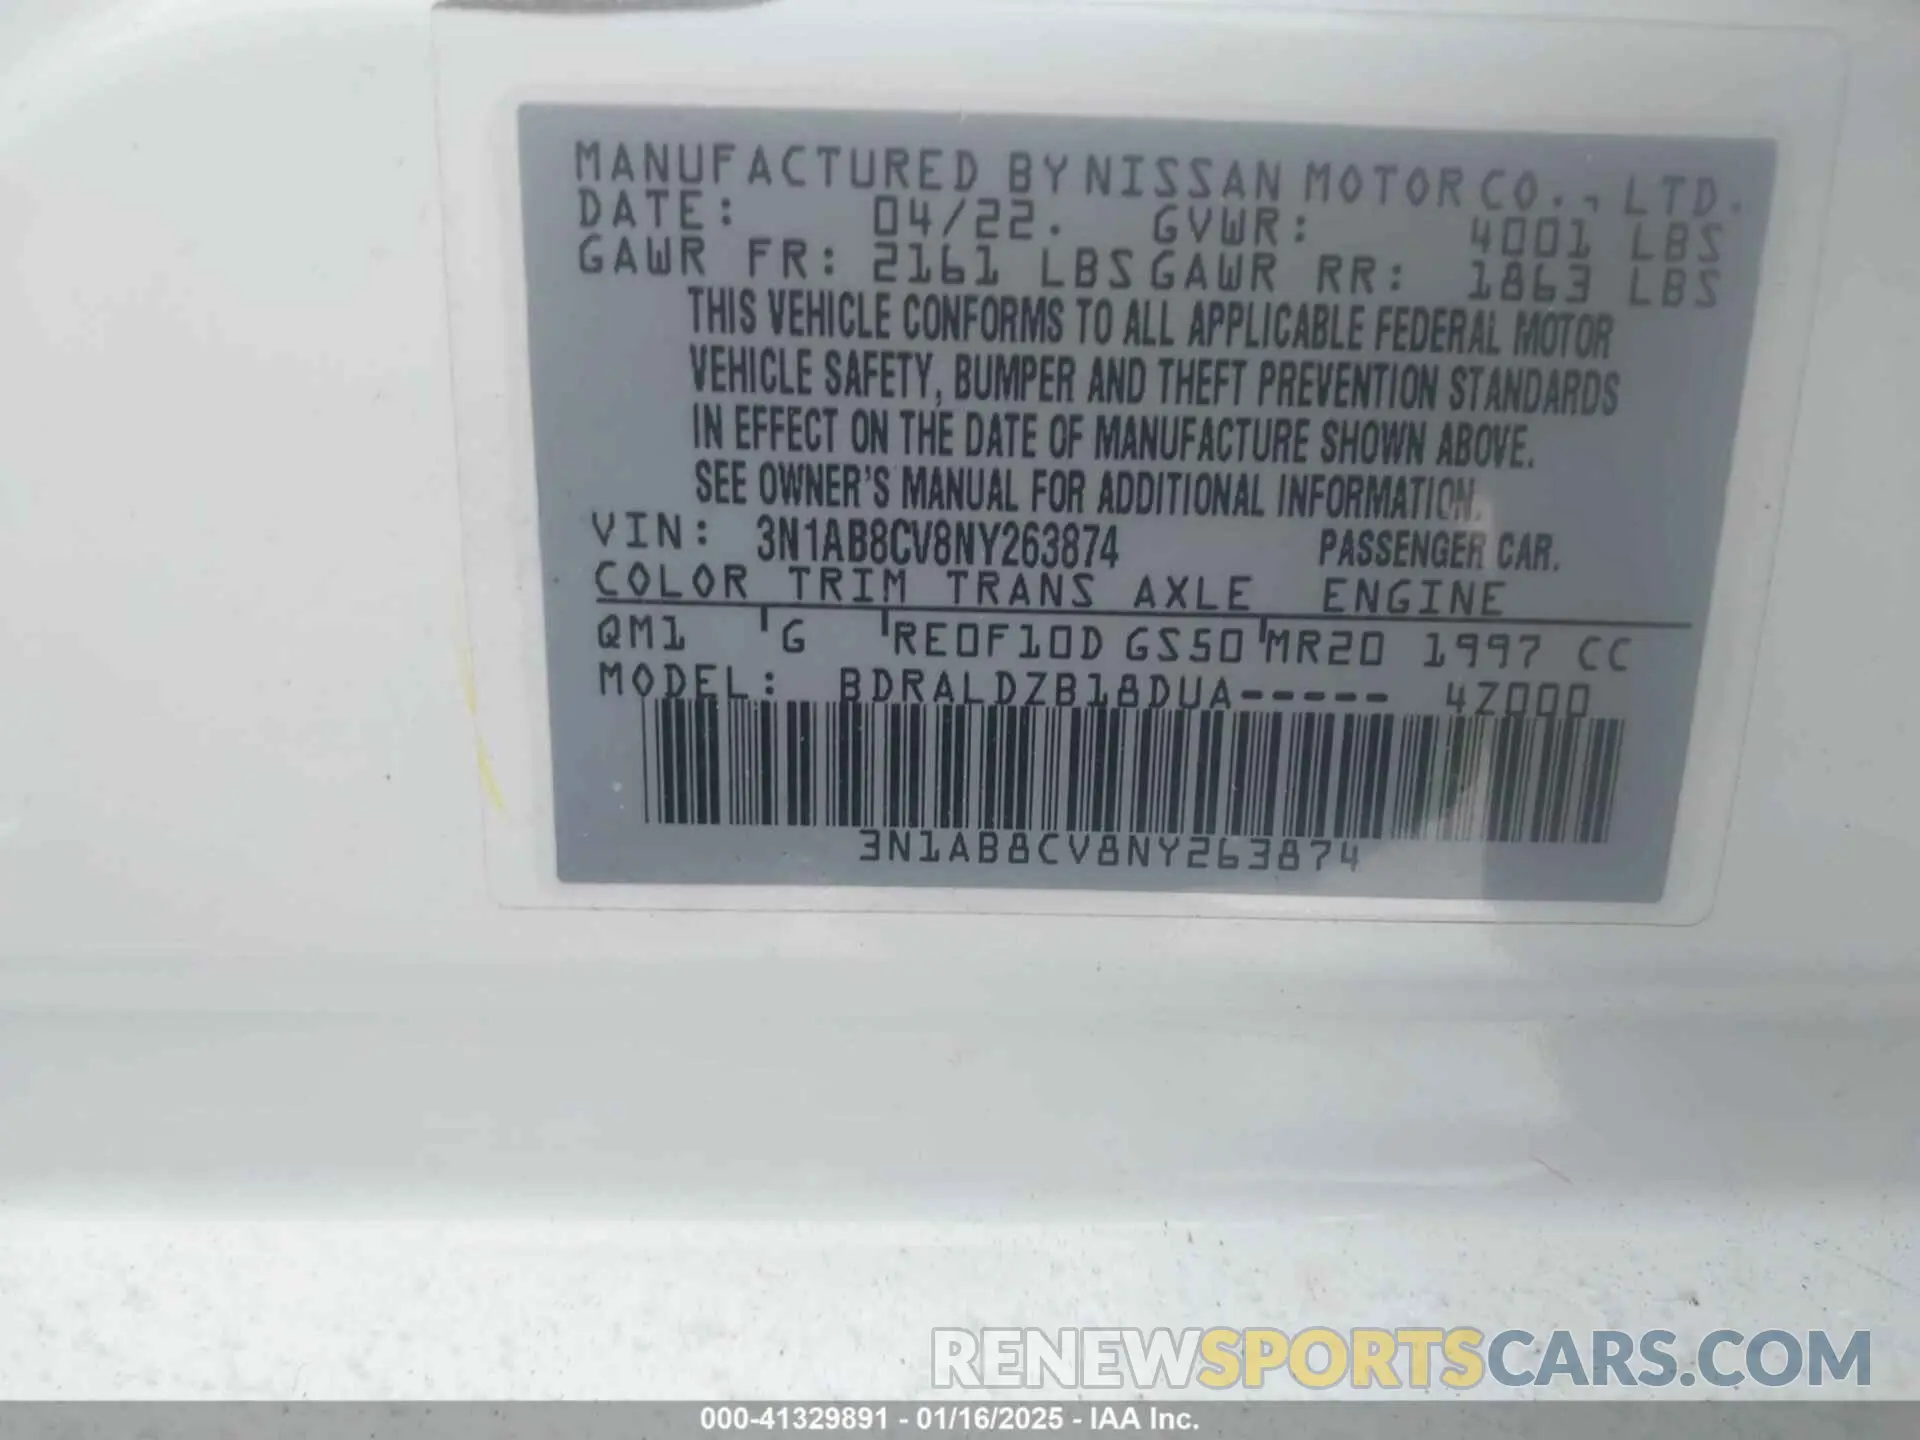 MANUFACTURED BY NISSAN MOTOR CO., LTD.
DATE: 04/22. GVWR: 4001 LBS
GAWR FR: 2161 LBS GAWR RR: 1863 LBS
THIS VEHICLE CONFORMS TO ALL APPLICABLE FEDERAL MOTOR
VEHICLE SAFETY, BUMPER AND THEFT PREVENTION STANDARDS
IN EFFECT ON THE DATE OF MANUFACTURE SHOWN ABOVE.
SEE OWNER'S MANUAL FOR ADDITIONAL INFORMATION.
VIN: 3N1AB8CV8NY263874 PASSENGER CAR.
COLOR TRIM TRANS AXLE ENGINE
QM1 G RE0F10D GS50 MR20 1997 CC
MODEL: BDRALDZB18DUA----- 4Z000
3N1AB8CV8NY263874
RENEWSPORTSCARS.COM
000-41329891 - 01/16/2025 - IAA Inc.